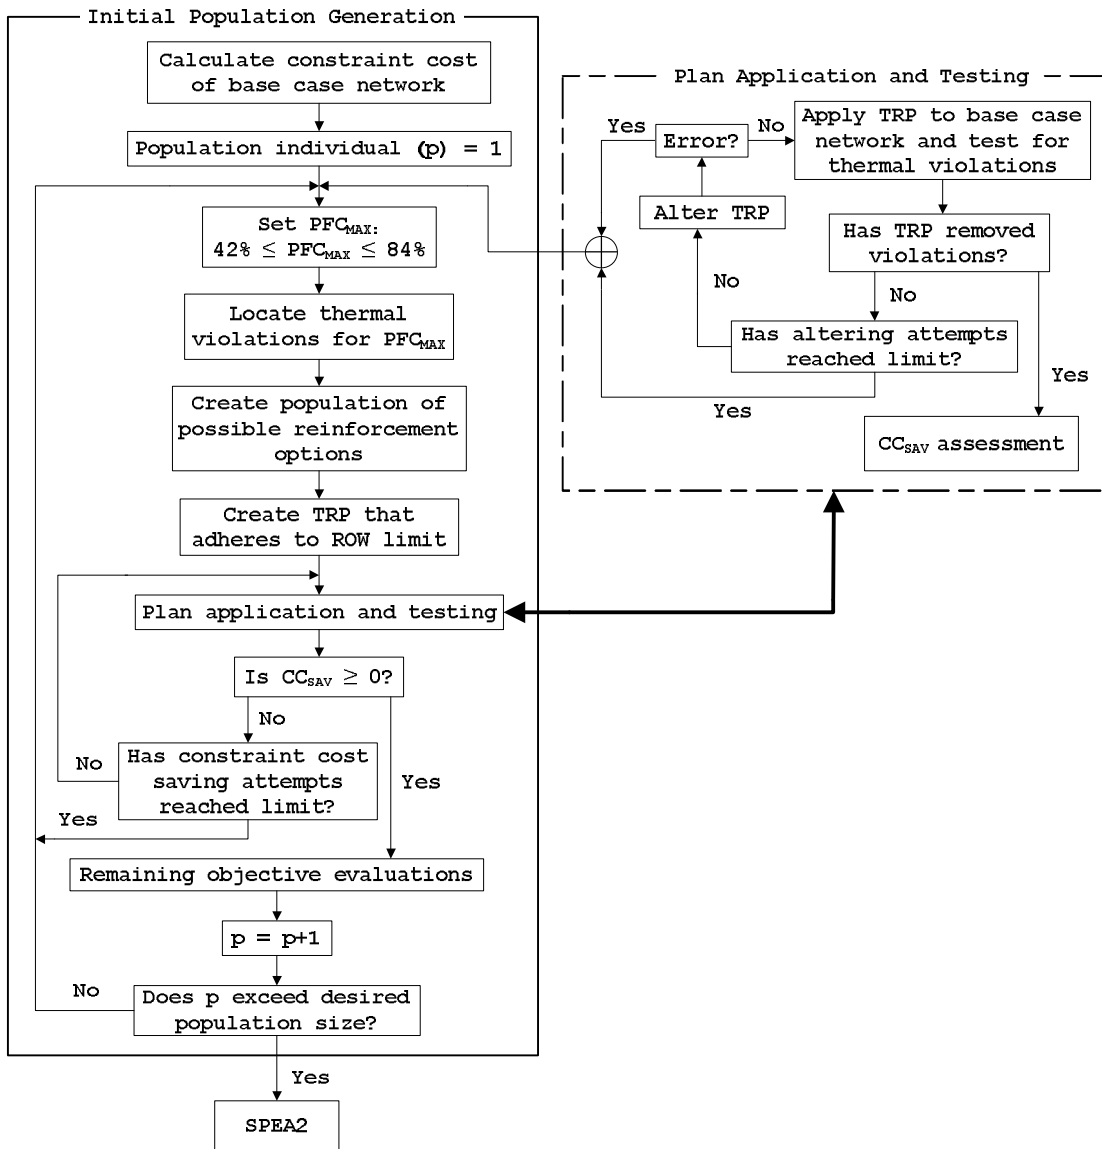 Initial Population Generation
Calculate constraint cost
of base case network
Population individual (p) = 1
Set PFCMAX:
42% ≤ PFCMAX ≤ 84%
Locate thermal
violations for PFCMAX
Create population of
possible reinforcement
options
Create TRP that
adheres to ROW limit
Plan application and testing
Is CCSAV ≥ 0?
No
Has constraint cost
saving attempts
reached limit?
No
Yes
Yes
Remaining objective evaluations
p = p+1
No
Does p exceed desired
population size?
Yes
SPEA2
Plan Application and Testing
Yes
Error?
No
Apply TRP to base case
network and test for
thermal violations
Alter TRP
Has TRP removed
violations?
No
No
Has altering attempts
reached limit?
Yes
Yes
CCSAV assessment